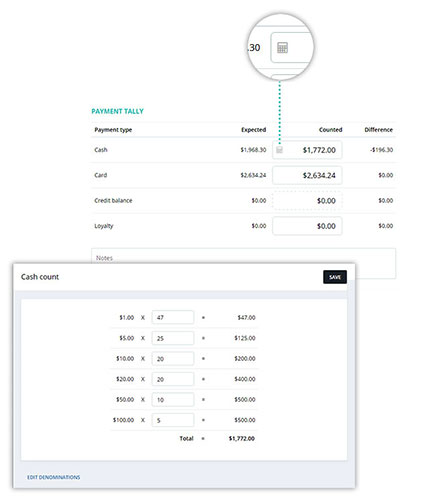 .30
PAYMENT TALLY
Payment type Expected Counted Difference
Cash $1,968.30 $1,772.00 -$196.30
Card $2,634.24 $2,634.24 $0.00
Credit balance $0.00 $0.00 $0.00
Loyalty $0.00 $0.00 $0.00
Notes
Cash count SAVE
$1.00 X 47 = $47.00
$5.00 X 25 = $125.00
$10.00 X 20 = $200.00
$20.00 X 20 = $400.00
$50.00 X 10 = $500.00
$100.00 X 5 = $500.00
Total = $1,772.00
EDIT DENOMINATIONS